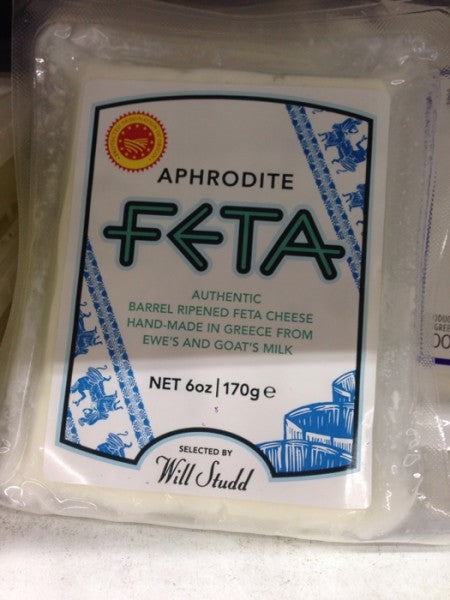 APHRODITE
FETA
AUTHENTIC
BARREL RIPENED FETA CHEESE
HAND-MADE IN GREECE FROM
EWE'S AND GOAT'S MILK
NET 6oz | 170g e
SELECTED BY
Will Studd